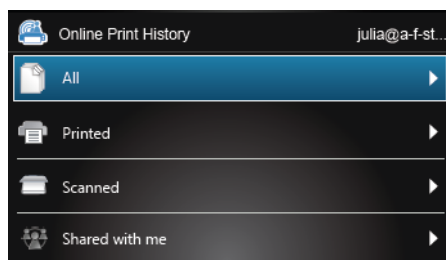 Online Print History julia@a-f-st...
All
Printed
Scanned
Shared with me